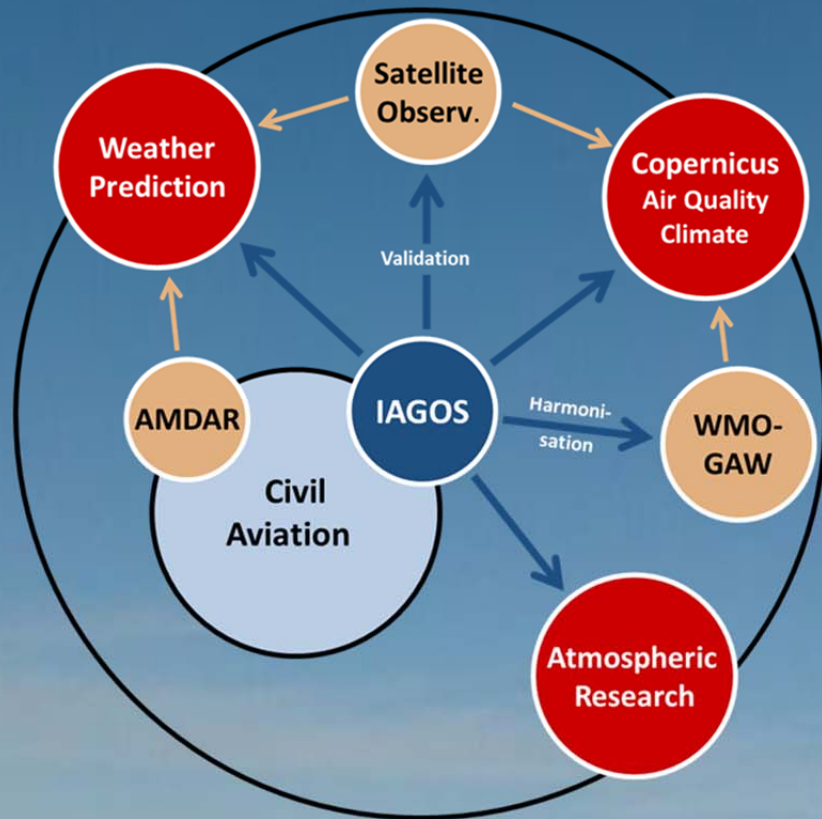 Satellite
Observ.
Weather
Prediction
Copernicus
Air Quality
Climate
Validation
AMDAR
IAGOS
Harmoni-
sation
WMO-
GAW
Civil
Aviation
Atmospheric
Research